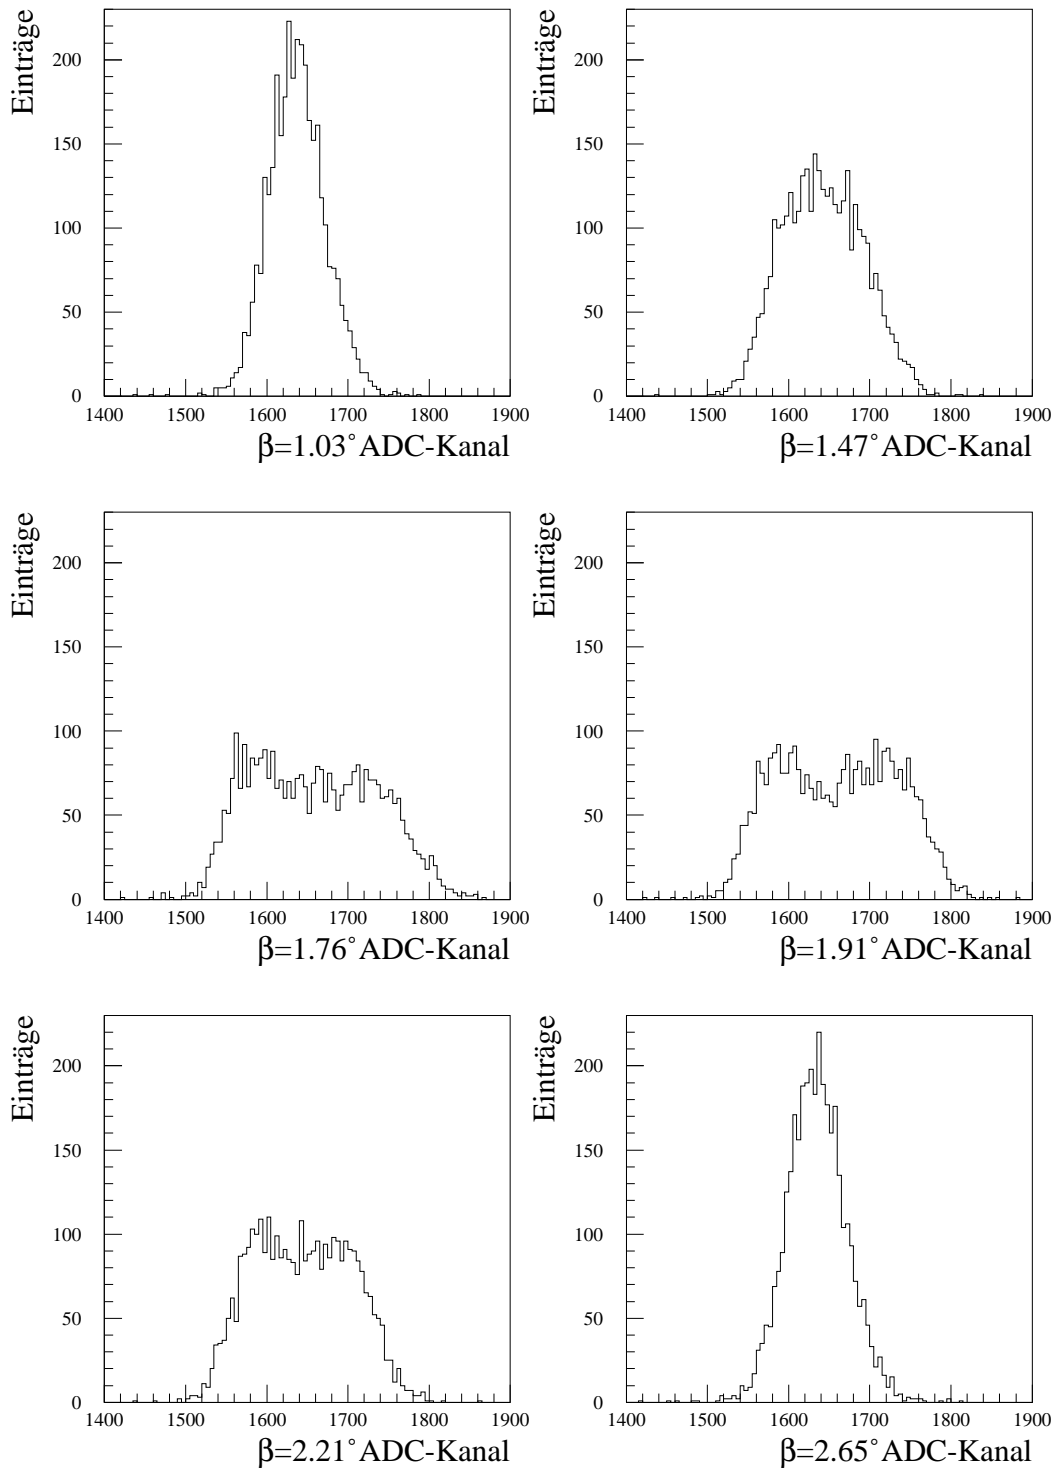 Einträge
200
150
100
50
0
1400 1500 1600 1700 1800 1900
β=1.03°ADC-Kanal
Einträge
200
150
100
50
0
1400 1500 1600 1700 1800 1900
β=1.47°ADC-Kanal
Einträge
200
150
100
50
0
1400 1500 1600 1700 1800 1900
β=1.76°ADC-Kanal
Einträge
200
150
100
50
0
1400 1500 1600 1700 1800 1900
β=1.91°ADC-Kanal
Einträge
200
150
100
50
0
1400 1500 1600 1700 1800 1900
β=2.21°ADC-Kanal
Einträge
200
150
100
50
0
1400 1500 1600 1700 1800 1900
β=2.65°ADC-Kanal